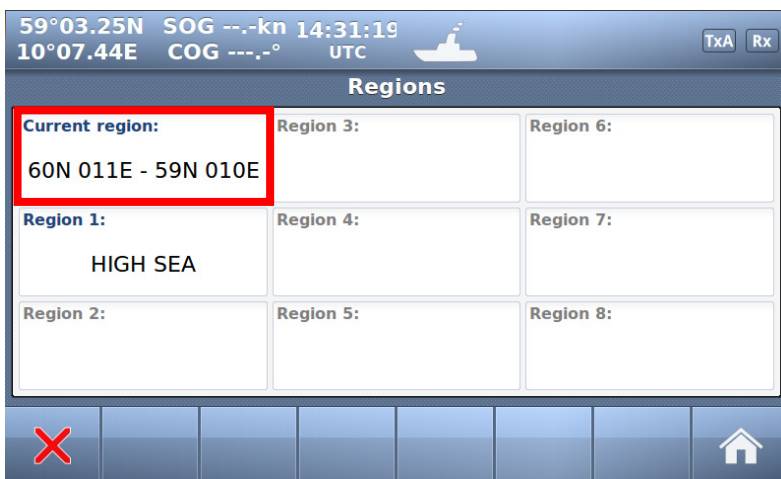 59°03.25N SOG --.-kn 14:31:19
10°07.44E COG ---.-° UTC
TxA Rx
Regions
Current region:
60N 011E - 59N 010E
Region 3:
Region 6:
Region 1:
HIGH SEA
Region 4:
Region 7:
Region 2:
Region 5:
Region 8: